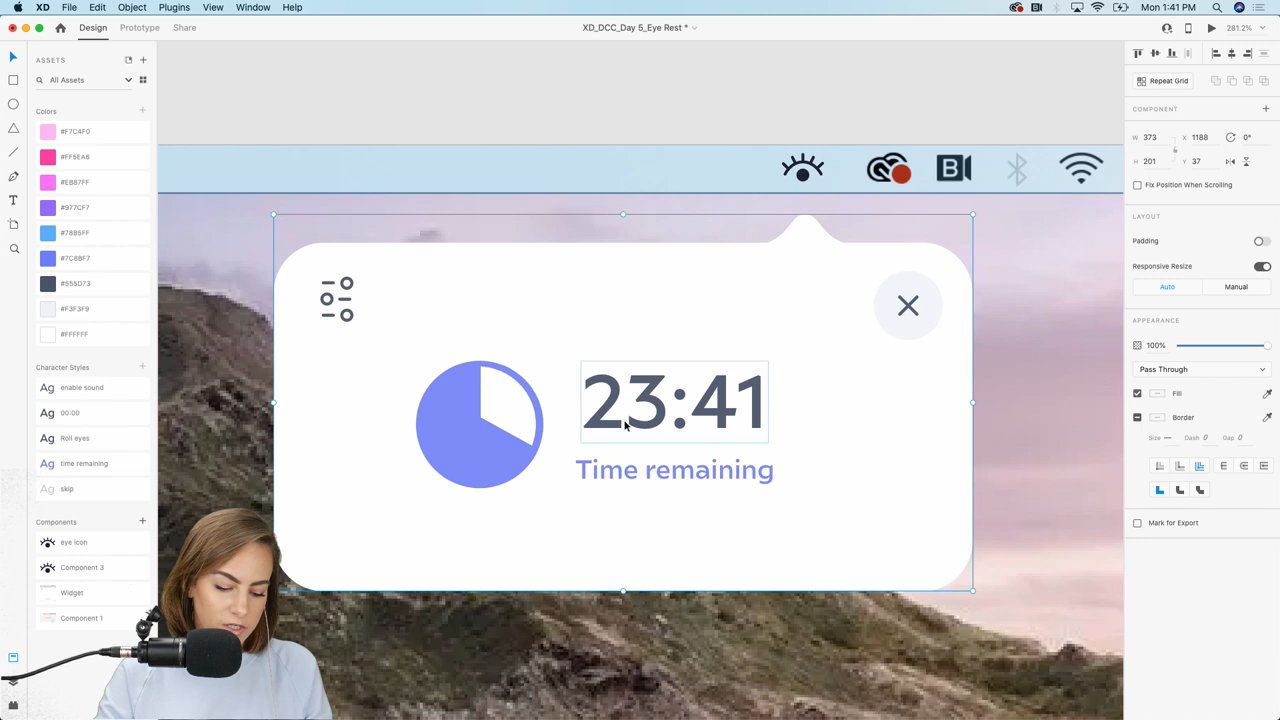 XD File Edit Object Plugins View Window Help Mon 1:41 PM
Design Prototype Share XD_DCC_Day 5_Eye Rest * 281.2%
ASSETS
All Assets
Repeat Grid
Colors
COMPONENT
#F7C4F0
W 373 X 1188 0°
#FF5EA6
H 201 Y 37
#EB87FF
Fix Position When Scrolling
#977CF7
LAYOUT
#78B5FF
Padding
#7C8BF7
Responsive Resize
#555D73
Auto Manual
#F3F3F9
APPEARANCE
#FFFFFF
100%
Character Styles
Pass Through
Ag enable sound
Fill
Ag 00:00
Border
Ag Roll eyes
Size — Dash 0 Gap 0
Ag time remaining
Ag skip
Components
Mark for Export
eye icon
Component 3
Widget
Component 1
B
23:41
Time remaining